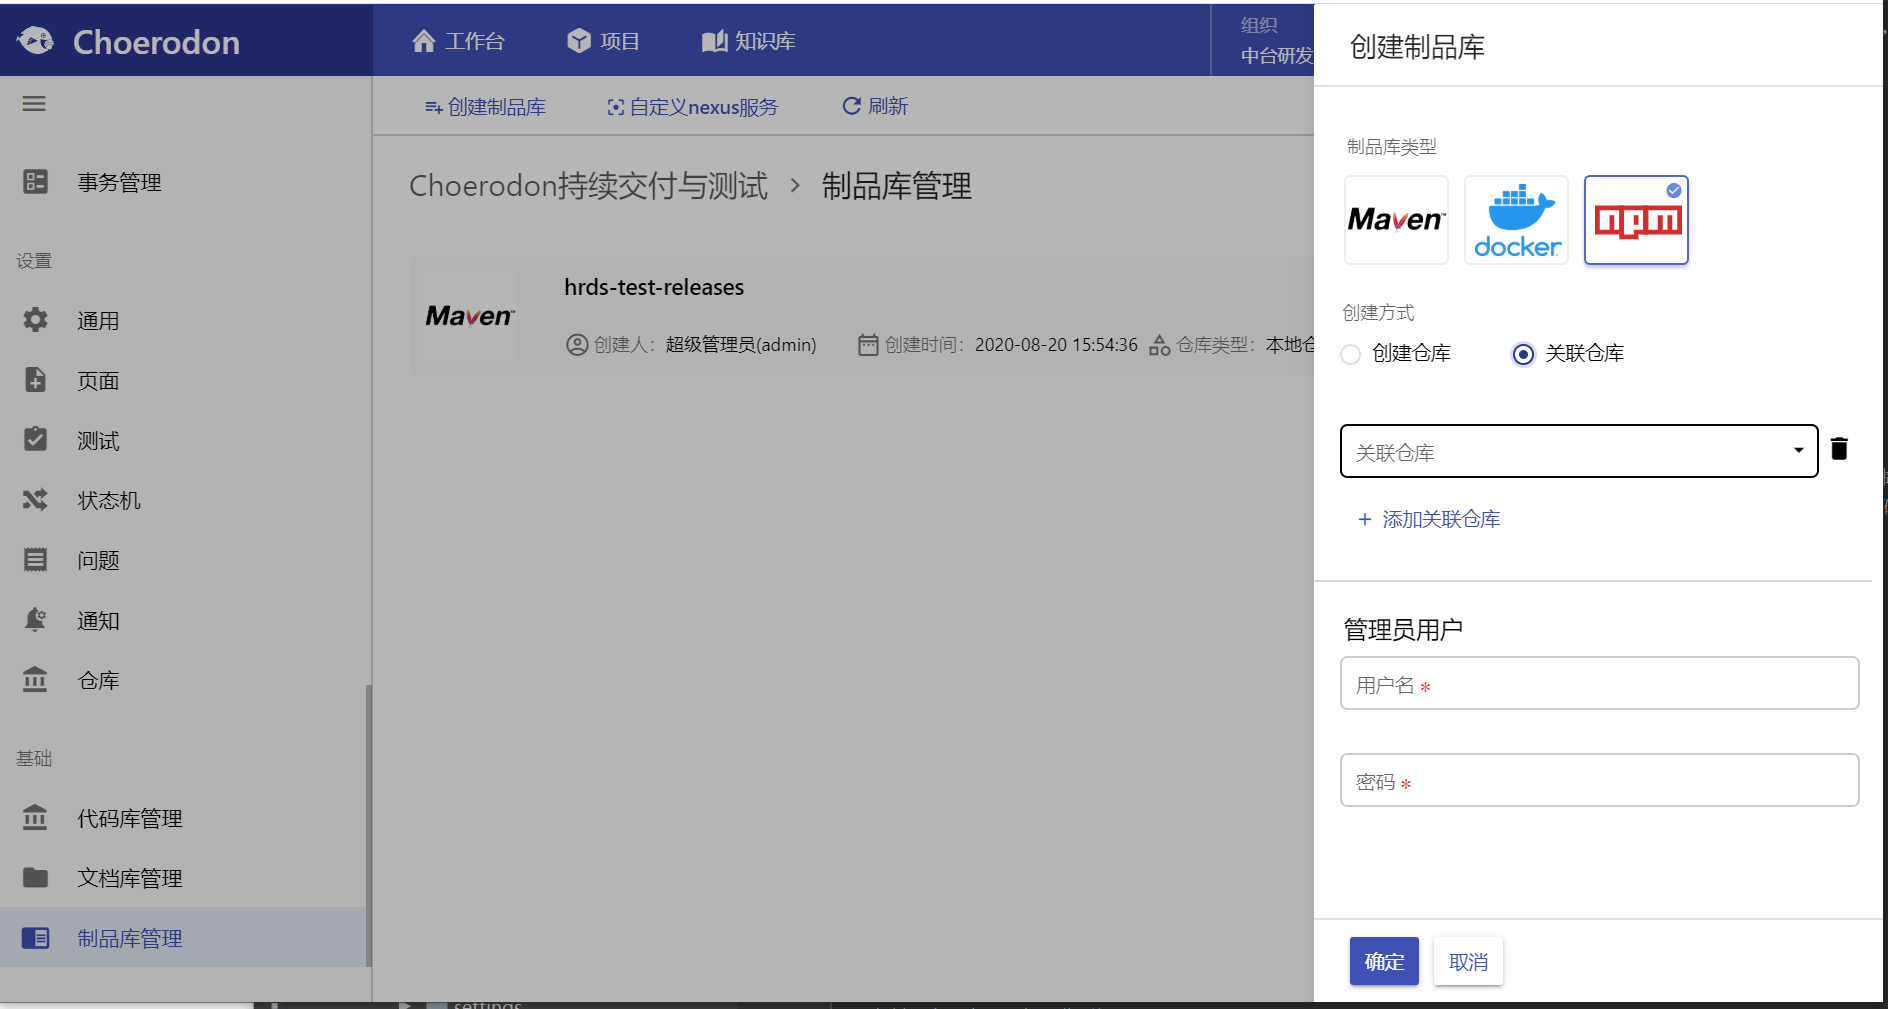 Choerodon
工作台
项目
知识库
组织
中台研发
创建制品库
自定义nexus服务
刷新
Choerodon持续交付与测试 > 制品库管理
Maven™
hrds-test-releases
创建人： 超级管理员(admin)
创建时间： 2020-08-20 15:54:36
仓库类型： 本地仓
事务管理
设置
通用
页面
测试
状态机
问题
通知
仓库
基础
代码库管理
文档库管理
制品库管理
创建制品库
制品库类型
Maven™
docker
npm
创建方式
创建仓库
关联仓库
关联仓库
+ 添加关联仓库
管理员用户
用户名 *
密码 *
确定
取消
settings